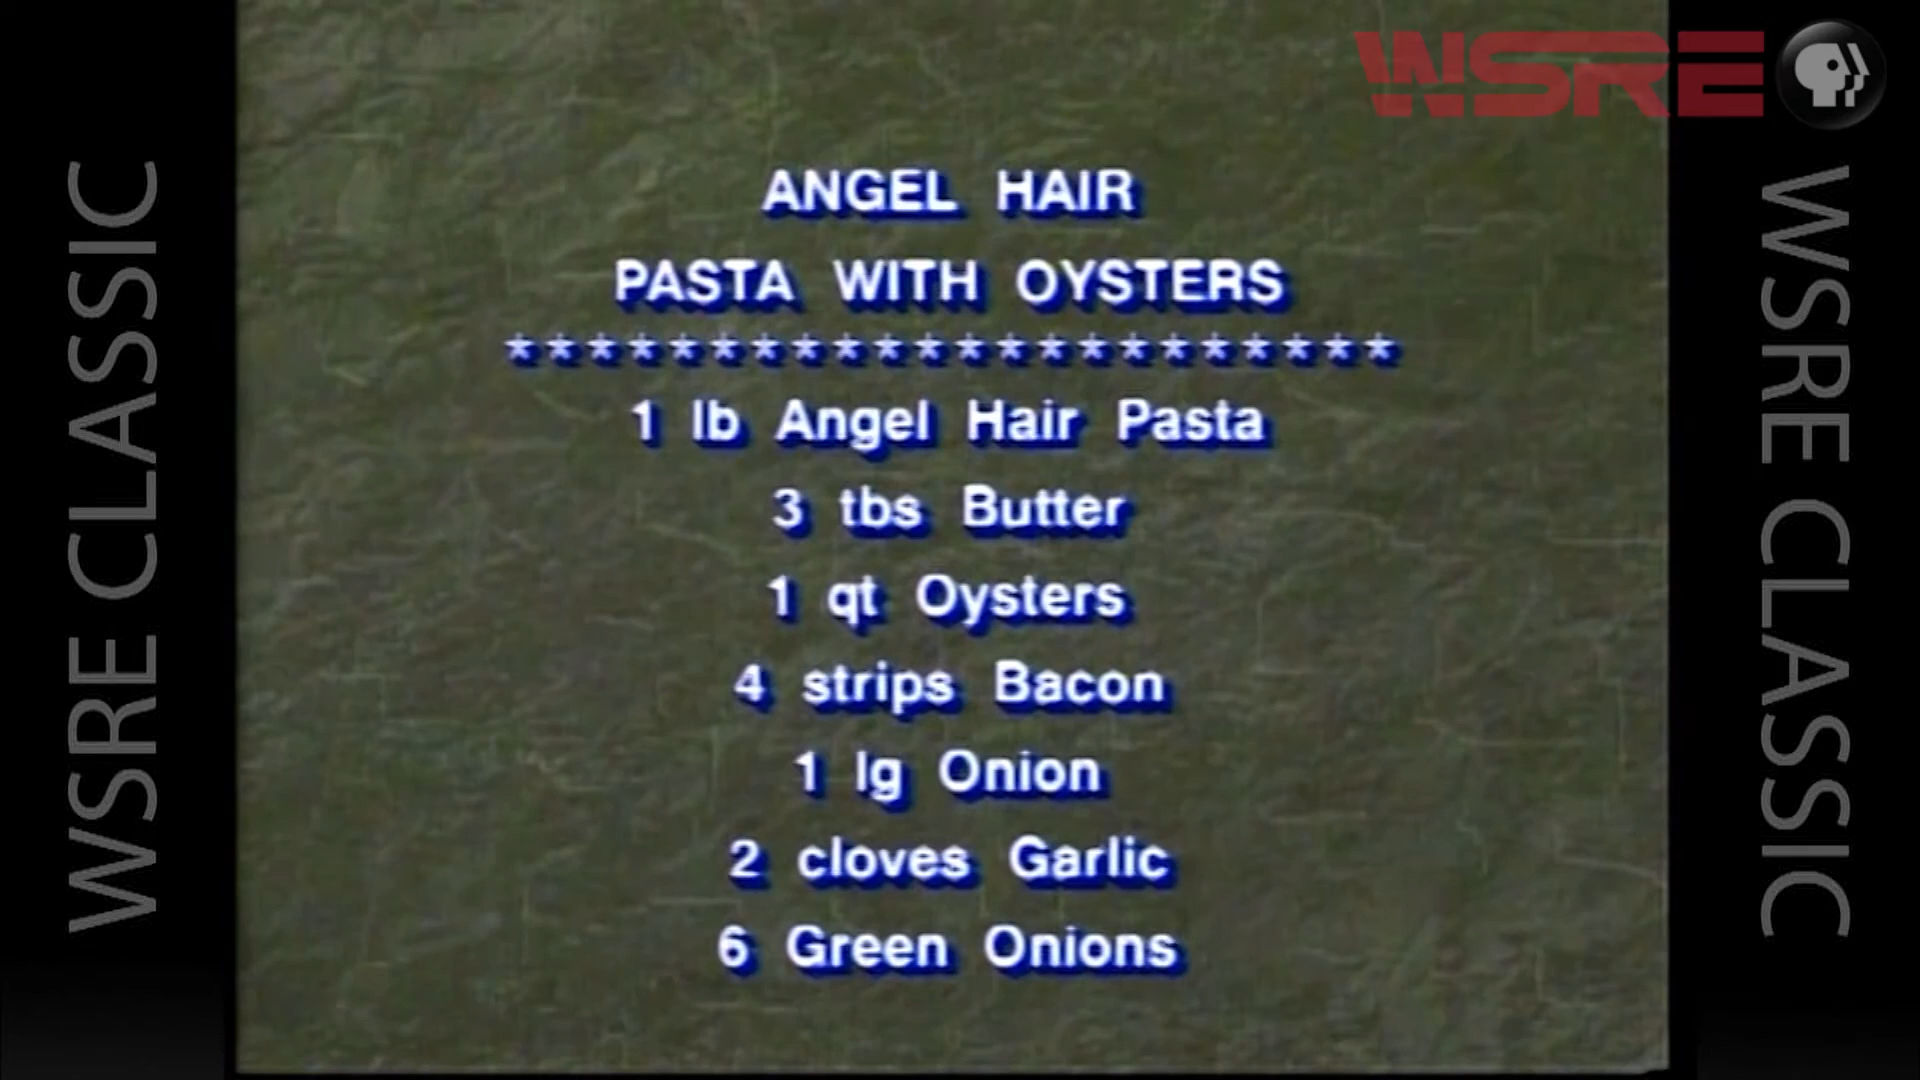 WSRE
WSRE CLASSIC
ANGEL HAIR
PASTA WITH OYSTERS
**********************
1 lb Angel Hair Pasta
3 tbs Butter
1 qt Oysters
4 strips Bacon
1 lg Onion
2 cloves Garlic
6 Green Onions
WSRE CLASSIC